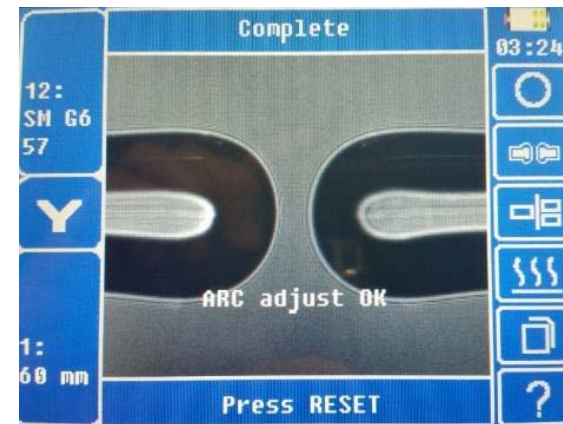 Complete
03:24
12:
SM G6
57
Y
ARC adjust OK
1:
60 mm
Press RESET
?